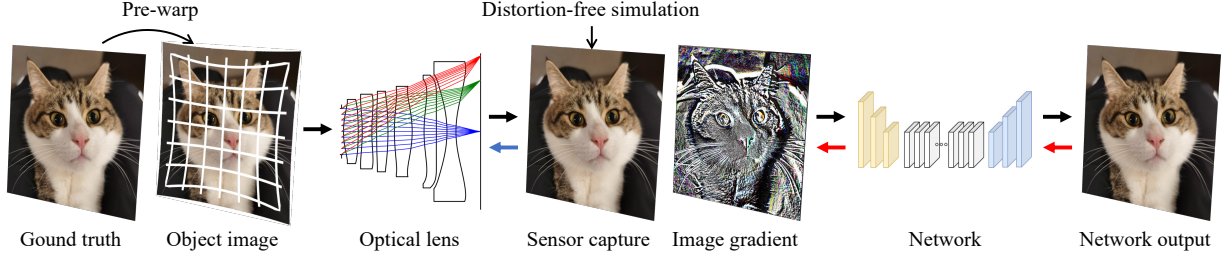 Pre-warp
Distortion-free simulation
Gound truth
Object image
Optical lens
Sensor capture
Image gradient
Network
Network output